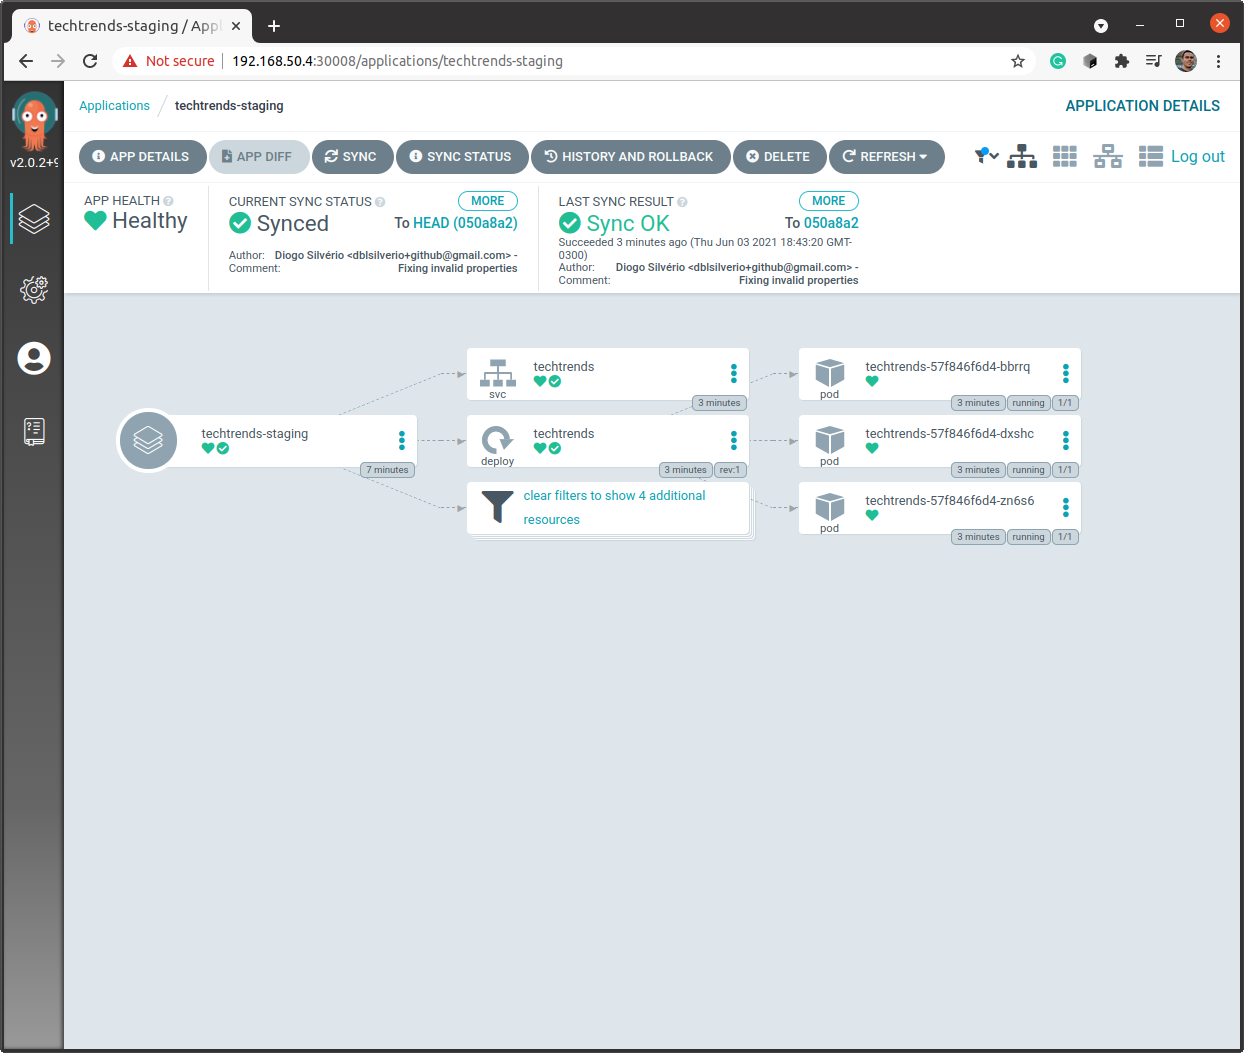 techtrends-staging / App
Not secure
192.168.50.4:30008/applications/techtrends-staging
v2.0.2+9
Applications
techtrends-staging
APPLICATION DETAILS
APP DETAILS
APP DIFF
SYNC
SYNC STATUS
HISTORY AND ROLLBACK
DELETE
REFRESH
Log out
APP HEALTH
Healthy
CURRENT SYNC STATUS
MORE
Synced
To HEAD (050a8a2)
Author: Diogo Silvério <dblsilverio+github@gmail.com> -
Comment: Fixing invalid properties
LAST SYNC RESULT
MORE
Sync OK
To 050a8a2
Succeeded 3 minutes ago (Thu Jun 03 2021 18:43:20 GMT-
0300)
Author: Diogo Silvério <dblsilverio+github@gmail.com> -
Comment: Fixing invalid properties
techtrends-staging
7 minutes
techtrends
svc
3 minutes
techtrends
deploy
3 minutes
rev:1
clear filters to show 4 additional
resources
techtrends-57f846f6d4-bbrrq
pod
3 minutes
running
1/1
techtrends-57f846f6d4-dxshc
pod
3 minutes
running
1/1
techtrends-57f846f6d4-zn6s6
pod
3 minutes
running
1/1